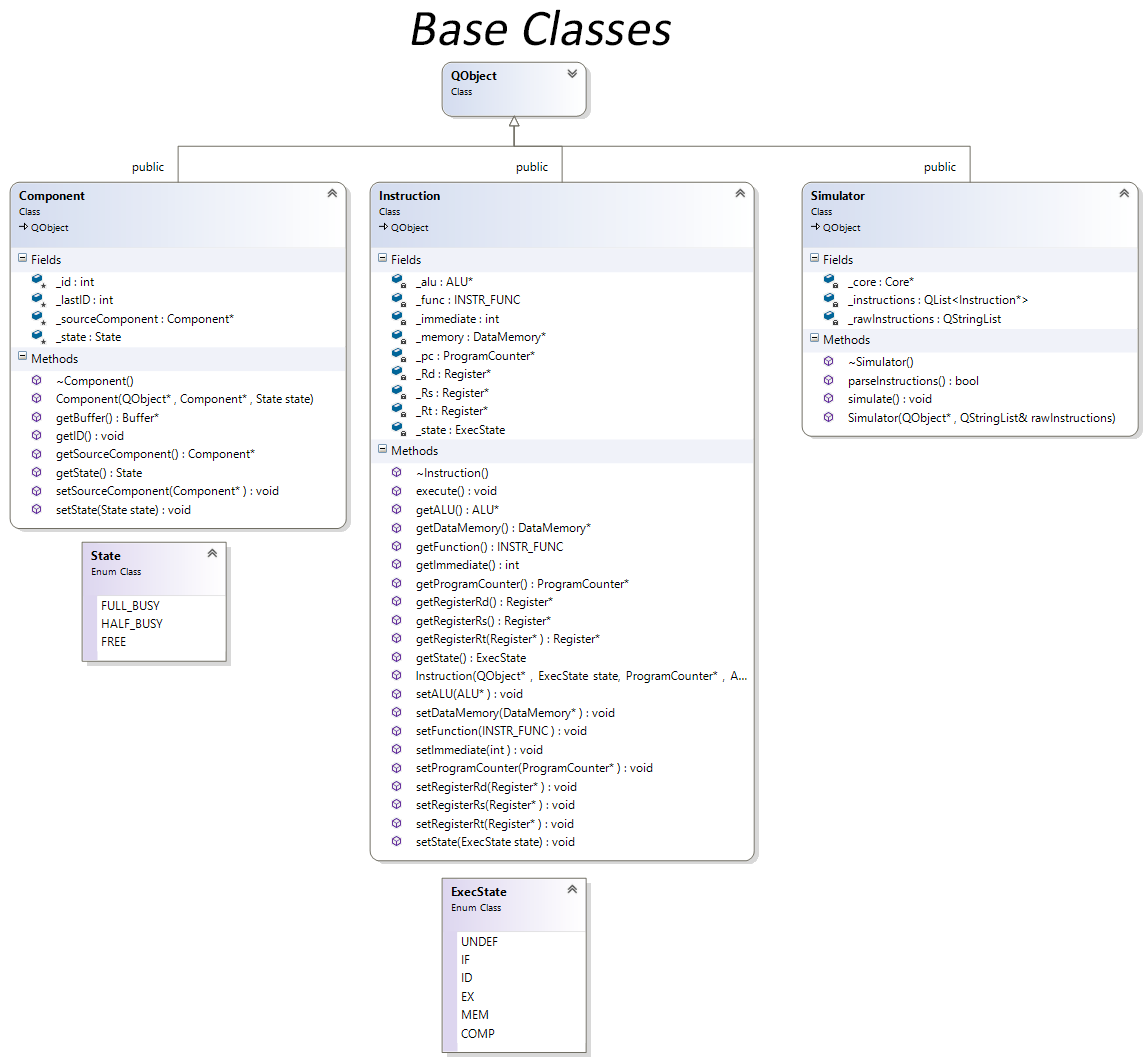 Base Classes
QObject
Class
public
public
public
Component
Class
QObject
Fields
_id : int
_lastID : int
_sourceComponent : Component*
_state : State
Methods
~Component()
Component(QObject* , Component* , State state)
getBuffer() : Buffer*
getID() : void
getSourceComponent() : Component*
getState() : State
setSourceComponent(Component* ) : void
setState(State state) : void
State
Enum Class
FULL_BUSY
HALF_BUSY
FREE
Instruction
Class
QObject
Fields
_alu : ALU*
_func : INSTR_FUNC
_immediate : int
_memory : DataMemory*
_pc : ProgramCounter*
_Rd : Register*
_Rs : Register*
_Rt : Register*
_state : ExecState
Methods
~Instruction()
execute() : void
getALU() : ALU*
getDataMemory() : DataMemory*
getFunction() : INSTR_FUNC
getImmediate() : int
getProgramCounter() : ProgramCounter*
getRegisterRd() : Register*
getRegisterRs() : Register*
getRegisterRt(Register* ) : Register*
getState() : ExecState
Instruction(QObject* , ExecState state, ProgramCounter* , A...
setALU(ALU* ) : void
setDataMemory(DataMemory* ) : void
setFunction(INSTR_FUNC ) : void
setImmediate(int ) : void
setProgramCounter(ProgramCounter* ) : void
setRegisterRd(Register* ) : void
setRegisterRs(Register* ) : void
setRegisterRt(Register* ) : void
setState(ExecState state) : void
ExecState
Enum Class
UNDEF
IF
ID
EX
MEM
COMP
Simulator
Class
QObject
Fields
_core : Core*
_instructions : QList<Instruction*>
_rawInstructions : QStringList
Methods
~Simulator()
parseInstructions() : bool
simulate() : void
Simulator(QObject* , QStringList& rawInstructions)